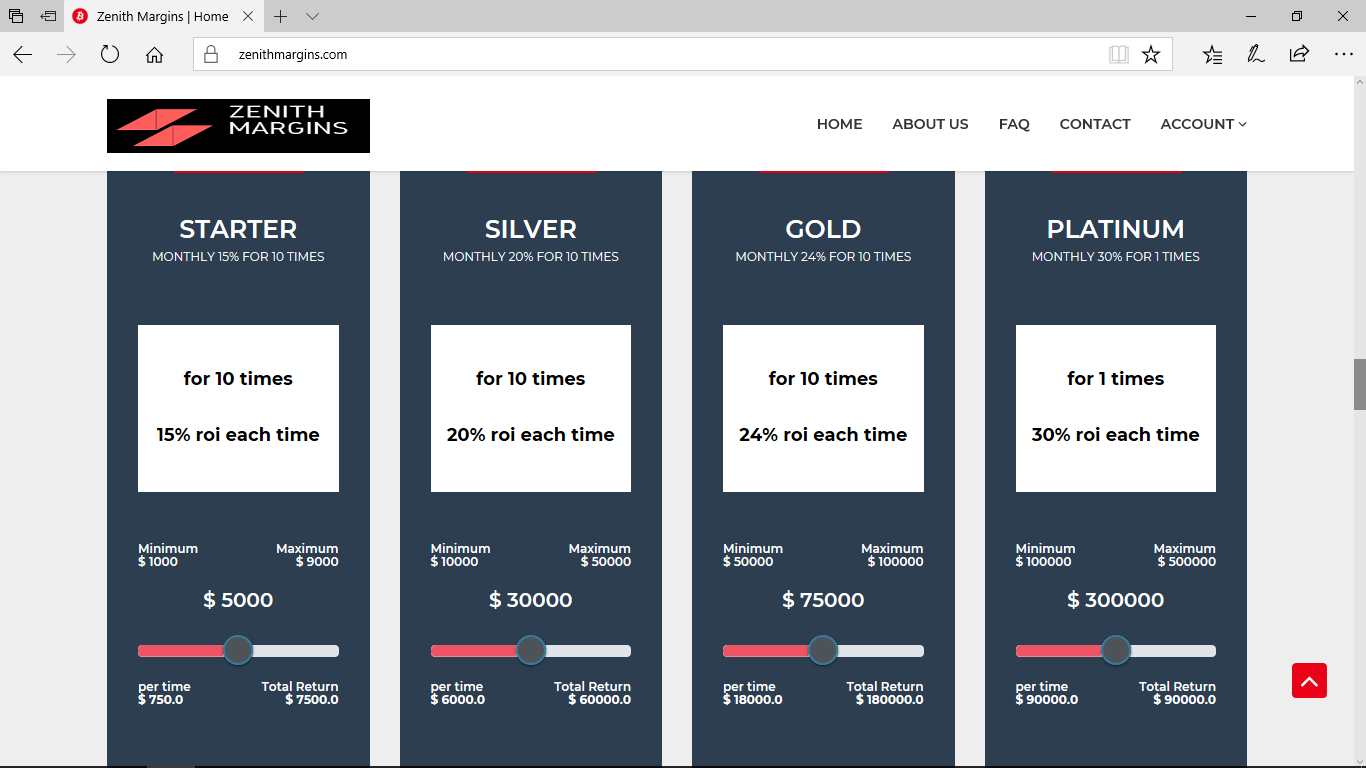 Zenith Margins | Home
zenithmargins.com
ZENITH
MARGINS
HOME ABOUT US FAQ CONTACT ACCOUNT
STARTER
MONTHLY 15% FOR 10 TIMES
for 10 times
15% roi each time
Minimum Maximum
$ 1000 $ 9000
$ 5000
per time Total Return
$ 750.0 $ 7500.0
SILVER
MONTHLY 20% FOR 10 TIMES
for 10 times
20% roi each time
Minimum Maximum
$ 10000 $ 50000
$ 30000
per time Total Return
$ 6000.0 $ 60000.0
GOLD
MONTHLY 24% FOR 10 TIMES
for 10 times
24% roi each time
Minimum Maximum
$ 50000 $ 100000
$ 75000
per time Total Return
$ 18000.0 $ 180000.0
PLATINUM
MONTHLY 30% FOR 1 TIMES
for 1 times
30% roi each time
Minimum Maximum
$ 100000 $ 500000
$ 300000
per time Total Return
$ 90000.0 $ 90000.0